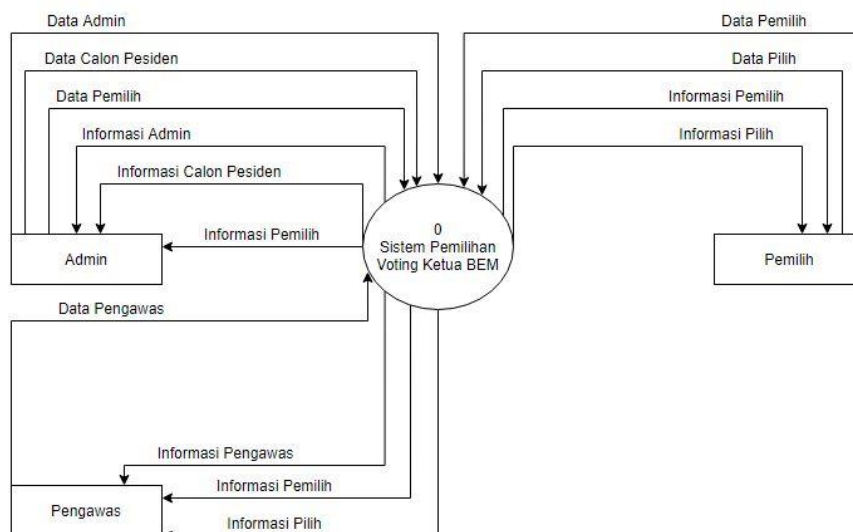 Data Admin
Data Pemilih
Data Calon Pesiden
Data Pilih
Data Pemilih
Informasi Pemilih
Informasi Admin
Informasi Pilih
Informasi Calon Pesiden
0
Sistem Pemilihan
Voting Ketua BEM
Informasi Pemilih
Admin
Pemilih
Data Pengawas
Informasi Pengawas
Informasi Pemilih
Pengawas
Informasi Pilih